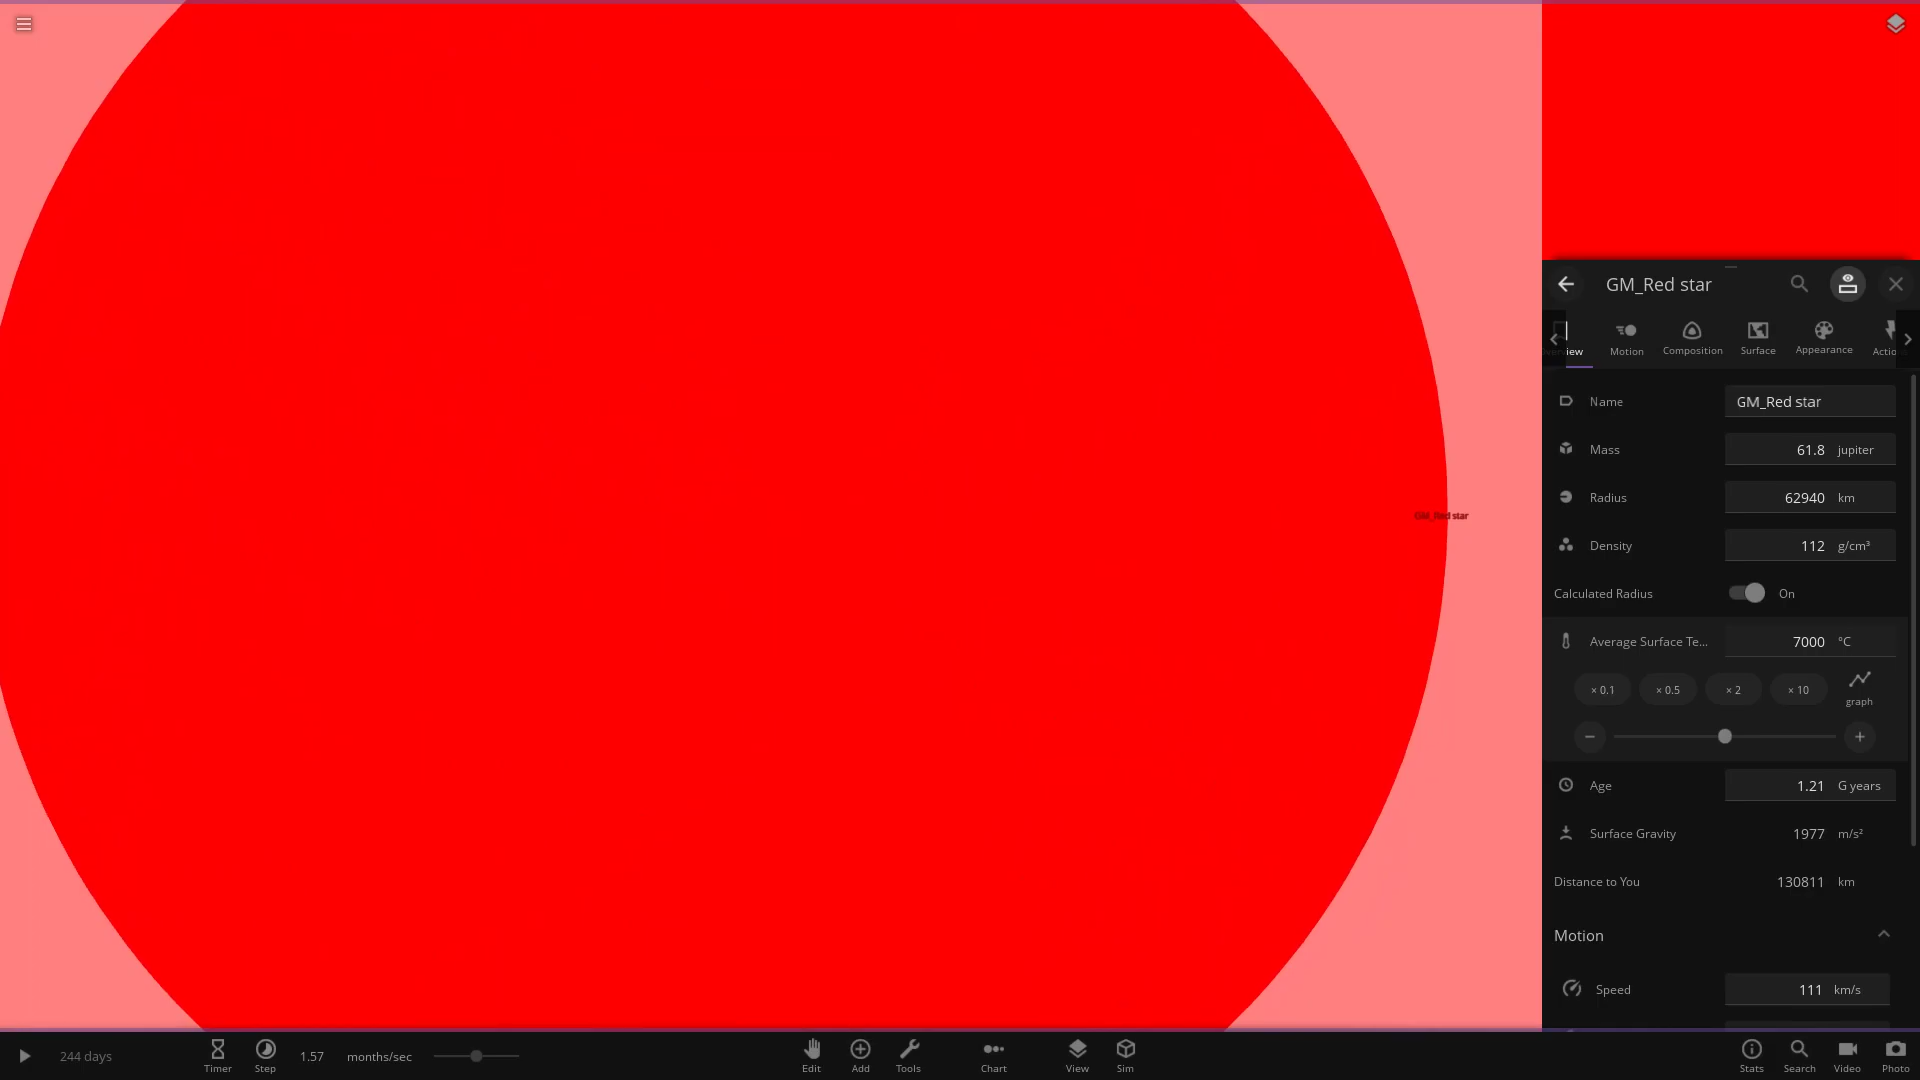 GM_Red star
Overview Motion Composition Surface Appearance Actio
Name GM_Red star
Mass 61.8 jupiter
Radius 62940 km
GM_Red star
Density 112 g/cm³
Calculated Radius On
Average Surface Te... 7000 °C
× 0.1 × 0.5 × 2 × 10 graph
Age 1.21 G years
Surface Gravity 1977 m/s²
Distance to You 130811 km
Motion
Speed 111 km/s
244 days Timer Step 1.57 months/sec Edit Add Tools Chart View Sim Stats Search Video Photo